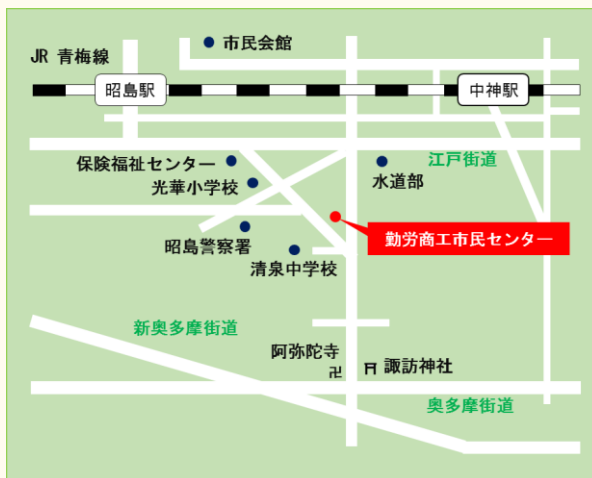 市民会館
JR 青梅線
昭島駅
中神駅
江戸街道
保険福祉センター
光華小学校
水道部
昭島警察署
勤労商工市民センター
清泉中学校
新奥多摩街道
阿弥陀寺
卍
諏訪神社
奥多摩街道